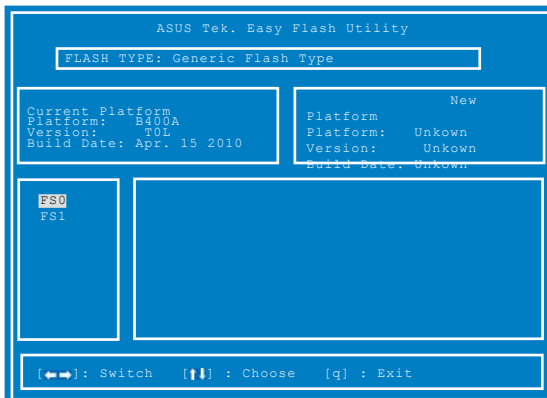 ASUS Tek. Easy Flash Utility
FLASH TYPE: Generic Flash Type
Current Platform
Platform: B400A
Version: T0L
Build Date: Apr. 15 2010
New
Platform
Platform: Unkown
Version: Unkown
Build Date: Unkown
FS0
FS1
[⬅➡]: Switch [⬆⬇] : Choose [q] : Exit